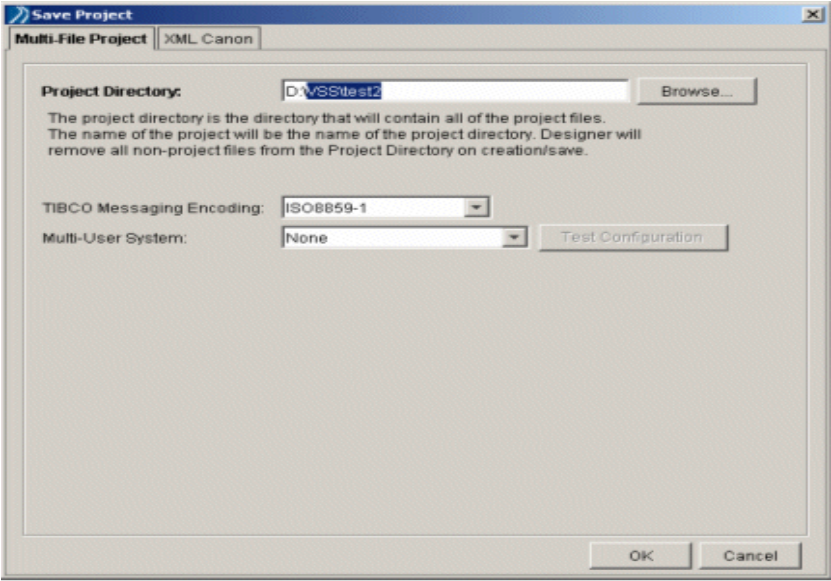 Save Project
Multi-File Project XML Canon
Project Directory: D:\VSS\test2 Browse...
The project directory is the directory that will contain all of the project files.
The name of the project will be the name of the project directory. Designer will
remove all non-project files from the Project Directory on creation/save.
TIBCO Messaging Encoding: ISO8859-1
Multi-User System: None Test Configuration
OK Cancel